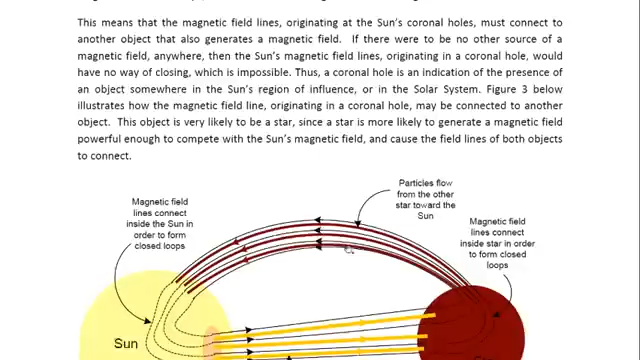 This means that the magnetic field lines, originating at the Sun's coronal holes, must connect to
another object that also generates a magnetic field. If there were to be no other source of a
magnetic field, anywhere, then the Sun's magnetic field lines, originating in a coronal hole, would
have no way of closing, which is impossible. Thus, a coronal hole is an indication of the presence of
an object somewhere in the Sun's region of influence, or in the Solar System. Figure 3 below
illustrates how the magnetic field line, originating in a coronal hole, may be connected to another
object. This object is very likely to be a star, since a star is more likely to generate a magnetic field
powerful enough to compete with the Sun's magnetic field, and cause the field lines of both objects
to connect.
Particles flow
from the other
star toward the
Sun
Magnetic field
lines connect
inside the Sun in
order to form
closed loops
Magnetic field
lines connect
inside star in order
to form closed
loops
Sun